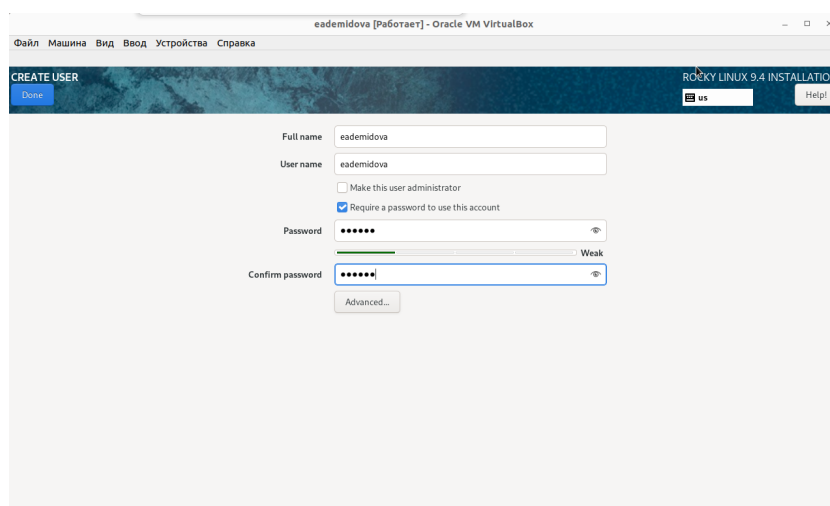 eademidova [Работает] - Oracle VM VirtualBox
Файл Машина Вид Ввод Устройства Справка
CREATE USER
ROCKY LINUX 9.4 INSTALLATIO
Done
us
Help!
Full name eademidova
User name eademidova
Make this user administrator
Require a password to use this account
Password ••••••
Weak
Confirm password ••••••
Advanced...